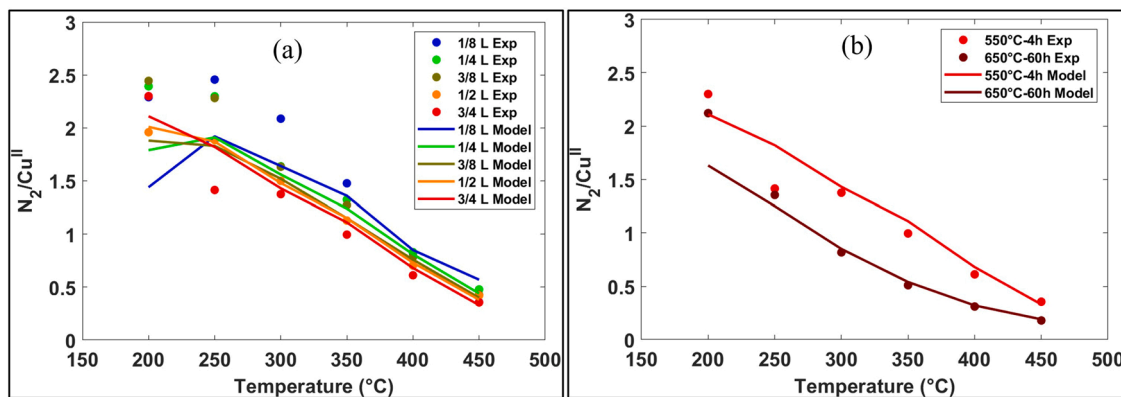 (a)
3
2.5
2
1.5
1
0.5
0
N₂/Cuᴵᴵ
150 200 250 300 350 400 450 500
Temperature (°C)
1/8 L Exp
1/4 L Exp
3/8 L Exp
1/2 L Exp
3/4 L Exp
1/8 L Model
1/4 L Model
3/8 L Model
1/2 L Model
3/4 L Model
(b)
3
2.5
2
1.5
1
0.5
0
N₂/Cuᴵᴵ
150 200 250 300 350 400 450 500
Temperature (°C)
550°C-4h Exp
650°C-60h Exp
550°C-4h Model
650°C-60h Model